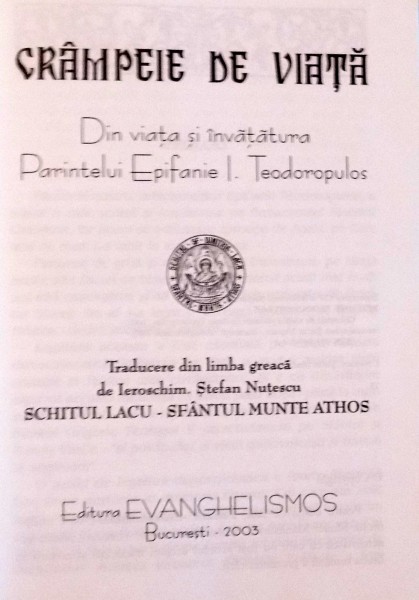 CRÂMPEIE DE VIAȚĂ
Din viața și învățătura
Parintelui Epifanie I. Teodoropulos
Traducere din limba greacă
de Ieroschim. Ștefan Nuțescu
SCHITUL LACU - SFÂNTUL MUNTE ATHOS
Editura EVANGHELISMOS
București - 2003